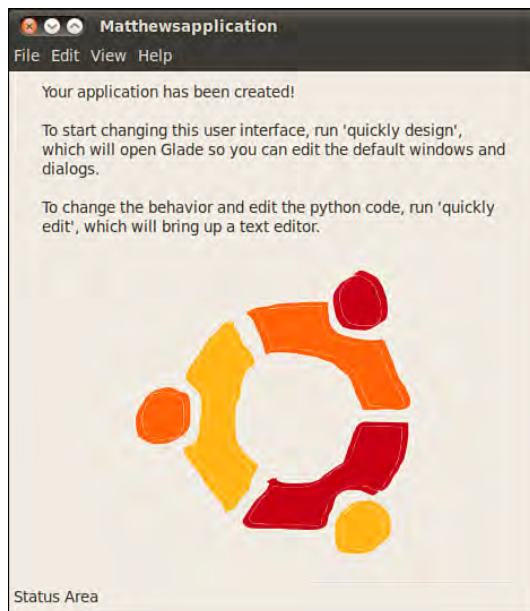 Matthewsapplication
File Edit View Help
Your application has been created!
To start changing this user interface, run 'quickly design',
which will open Glade so you can edit the default windows and
dialogs.
To change the behavior and edit the python code, run 'quickly
edit', which will bring up a text editor.
Status Area